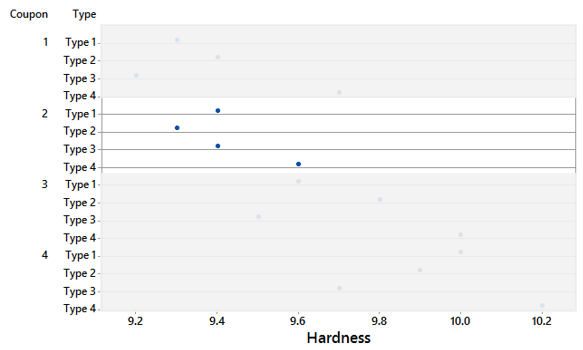 Coupon Type
1 Type 1
Type 2
Type 3
Type 4
2 Type 1
Type 2
Type 3
Type 4
3 Type 1
Type 2
Type 3
Type 4
4 Type 1
Type 2
Type 3
Type 4
9.2 9.4 9.6 9.8 10.0 10.2
Hardness